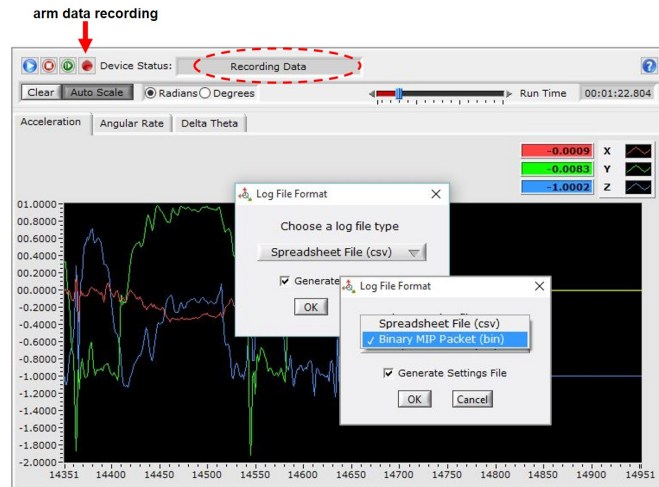 arm data recording
Device Status: Recording Data
Clear Auto Scale Radians Degrees Run Time 00:01:22.804
Acceleration Angular Rate Delta Theta
-0.0009 X
-0.0083 Y
-1.0002 Z
Log File Format
Choose a log file type
Spreadsheet File (csv)
Generate
OK
Log File Format
Spreadsheet File (csv)
Binary MIP Packet (bin)
Generate Settings File
OK Cancel
01.0000
00.8000
00.6000
00.4000
00.2000
00.0000
-0.2000
-0.4000
-0.6000
-0.8000
-1.0000
-1.2000
-1.4000
-1.6000
-1.8000
-2.0000
14351 14400 14450 14500 14550 14600 14650 14700 14750 14800 14850 14900 14951